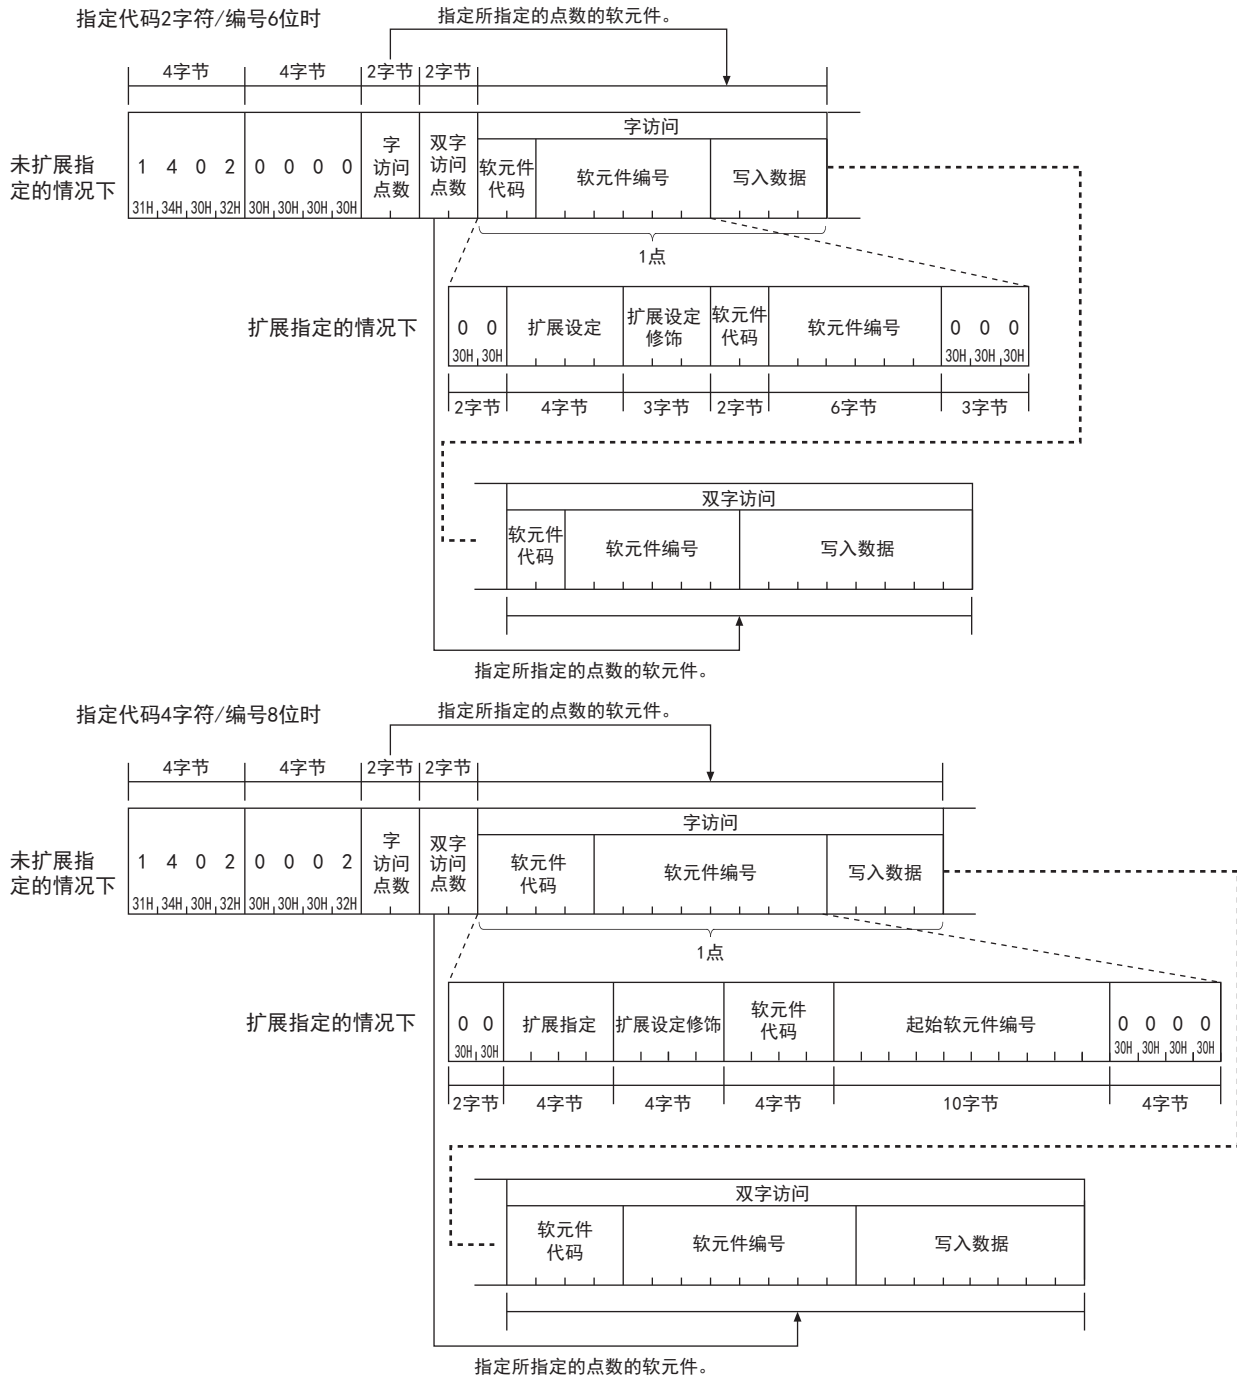 指定代码2字符/编号6位时
指定所指定的点数的软元件。
4字节 4字节 2字节 2字节
未扩展指定的情况下
1 4 0 2 0 0 0 0
31H 34H 30H 32H 30H 30H 30H 30H
字访问点数
双字访问点数
字访问
软元件代码
软元件编号
写入数据
1点
扩展指定的情况下
0 0
30H 30H
扩展设定
扩展设定修饰
软元件代码
软元件编号
0 0 0
30H 30H 30H
2字节 4字节 3字节 2字节 6字节 3字节
双字访问
软元件代码
软元件编号
写入数据
指定所指定的点数的软元件。
指定代码4字符/编号8位时
指定所指定的点数的软元件。
4字节 4字节 2字节 2字节
未扩展指定的情况下
1 4 0 2 0 0 0 2
31H 34H 30H 32H 30H 30H 30H 32H
字访问点数
双字访问点数
字访问
软元件代码
软元件编号
写入数据
1点
扩展指定的情况下
0 0
30H 30H
扩展指定
扩展设定修饰
软元件代码
起始软元件编号
0 0 0 0
30H 30H 30H 30H
2字节 4字节 4字节 4字节 10字节 4字节
双字访问
软元件代码
软元件编号
写入数据
指定所指定的点数的软元件。